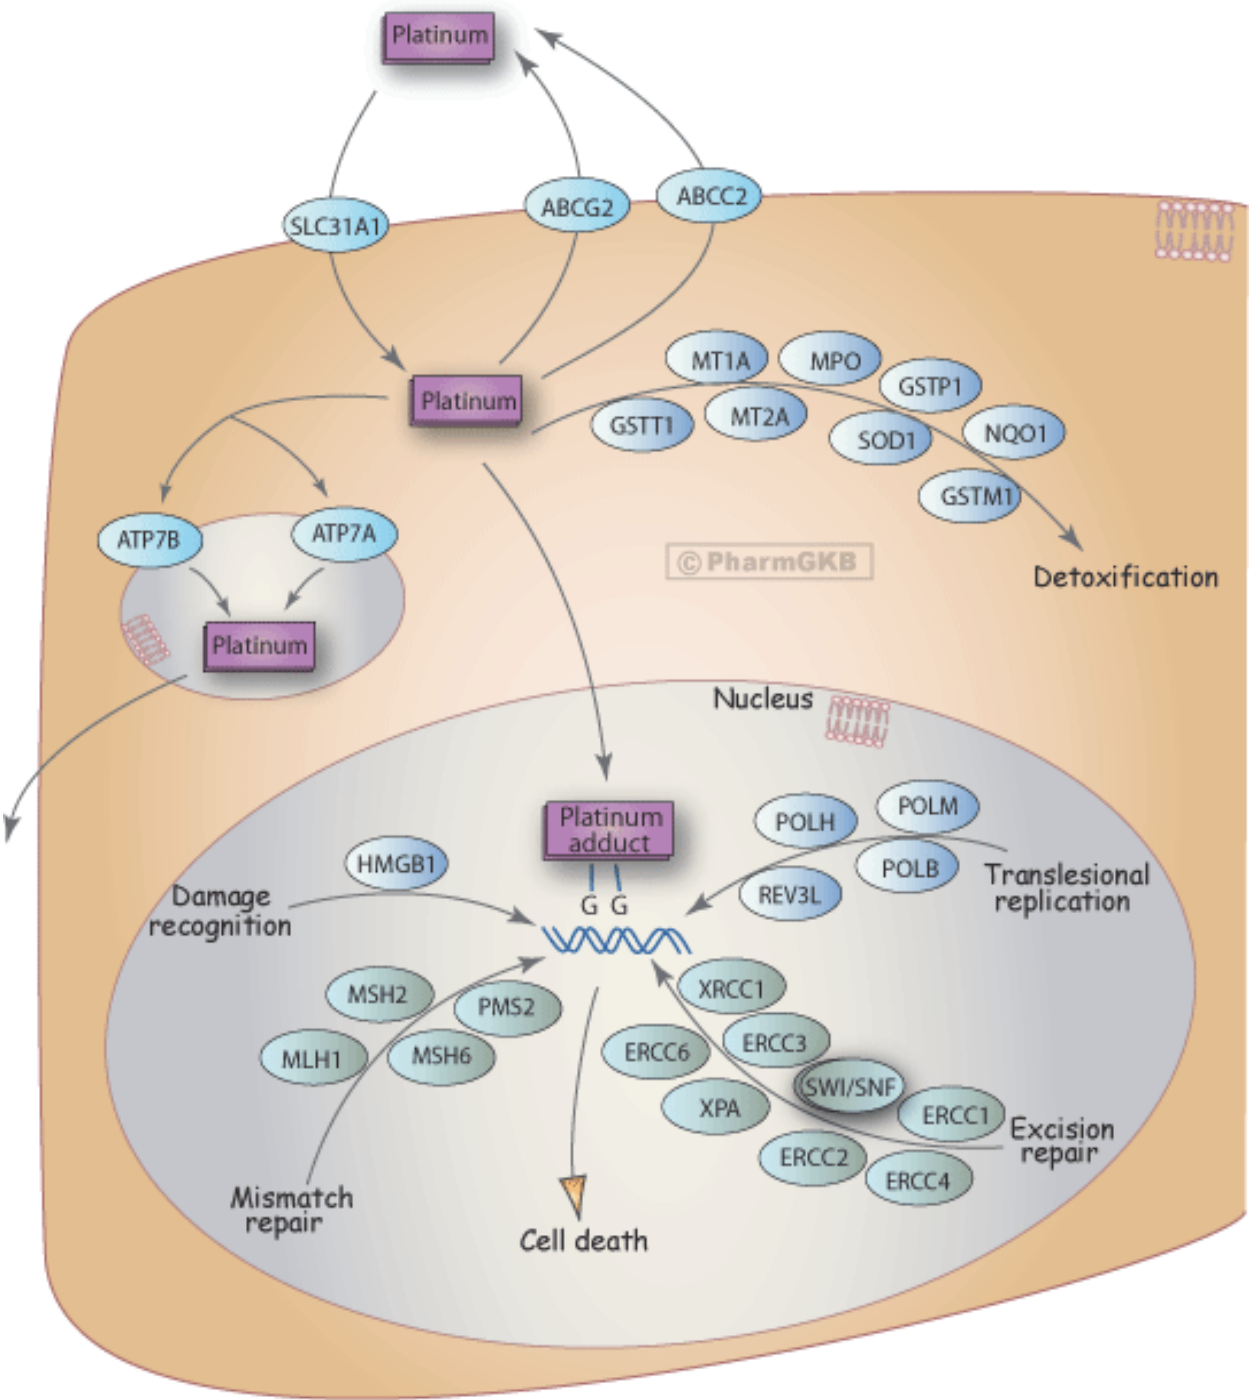 Platinum
ABCC2
ABCG2
SLC31A1
MT1A
MPO
GSTP1
Platinum
MT2A
GSTT1
SOD1
NQO1
GSTM1
ATP7B
ATP7A
© PharmGKB
Detoxification
Platinum
Nucleus
Platinum
adduct
POLH
POLM
HMGB1
POLB
Translesional
replication
REV3L
Damage
recognition
G G
MSH2
PMS2
XRCC1
MLH1
MSH6
ERCC6
ERCC3
SWI/SNF
XPA
ERCC1
Excision
repair
ERCC2
ERCC4
Mismatch
repair
Cell death